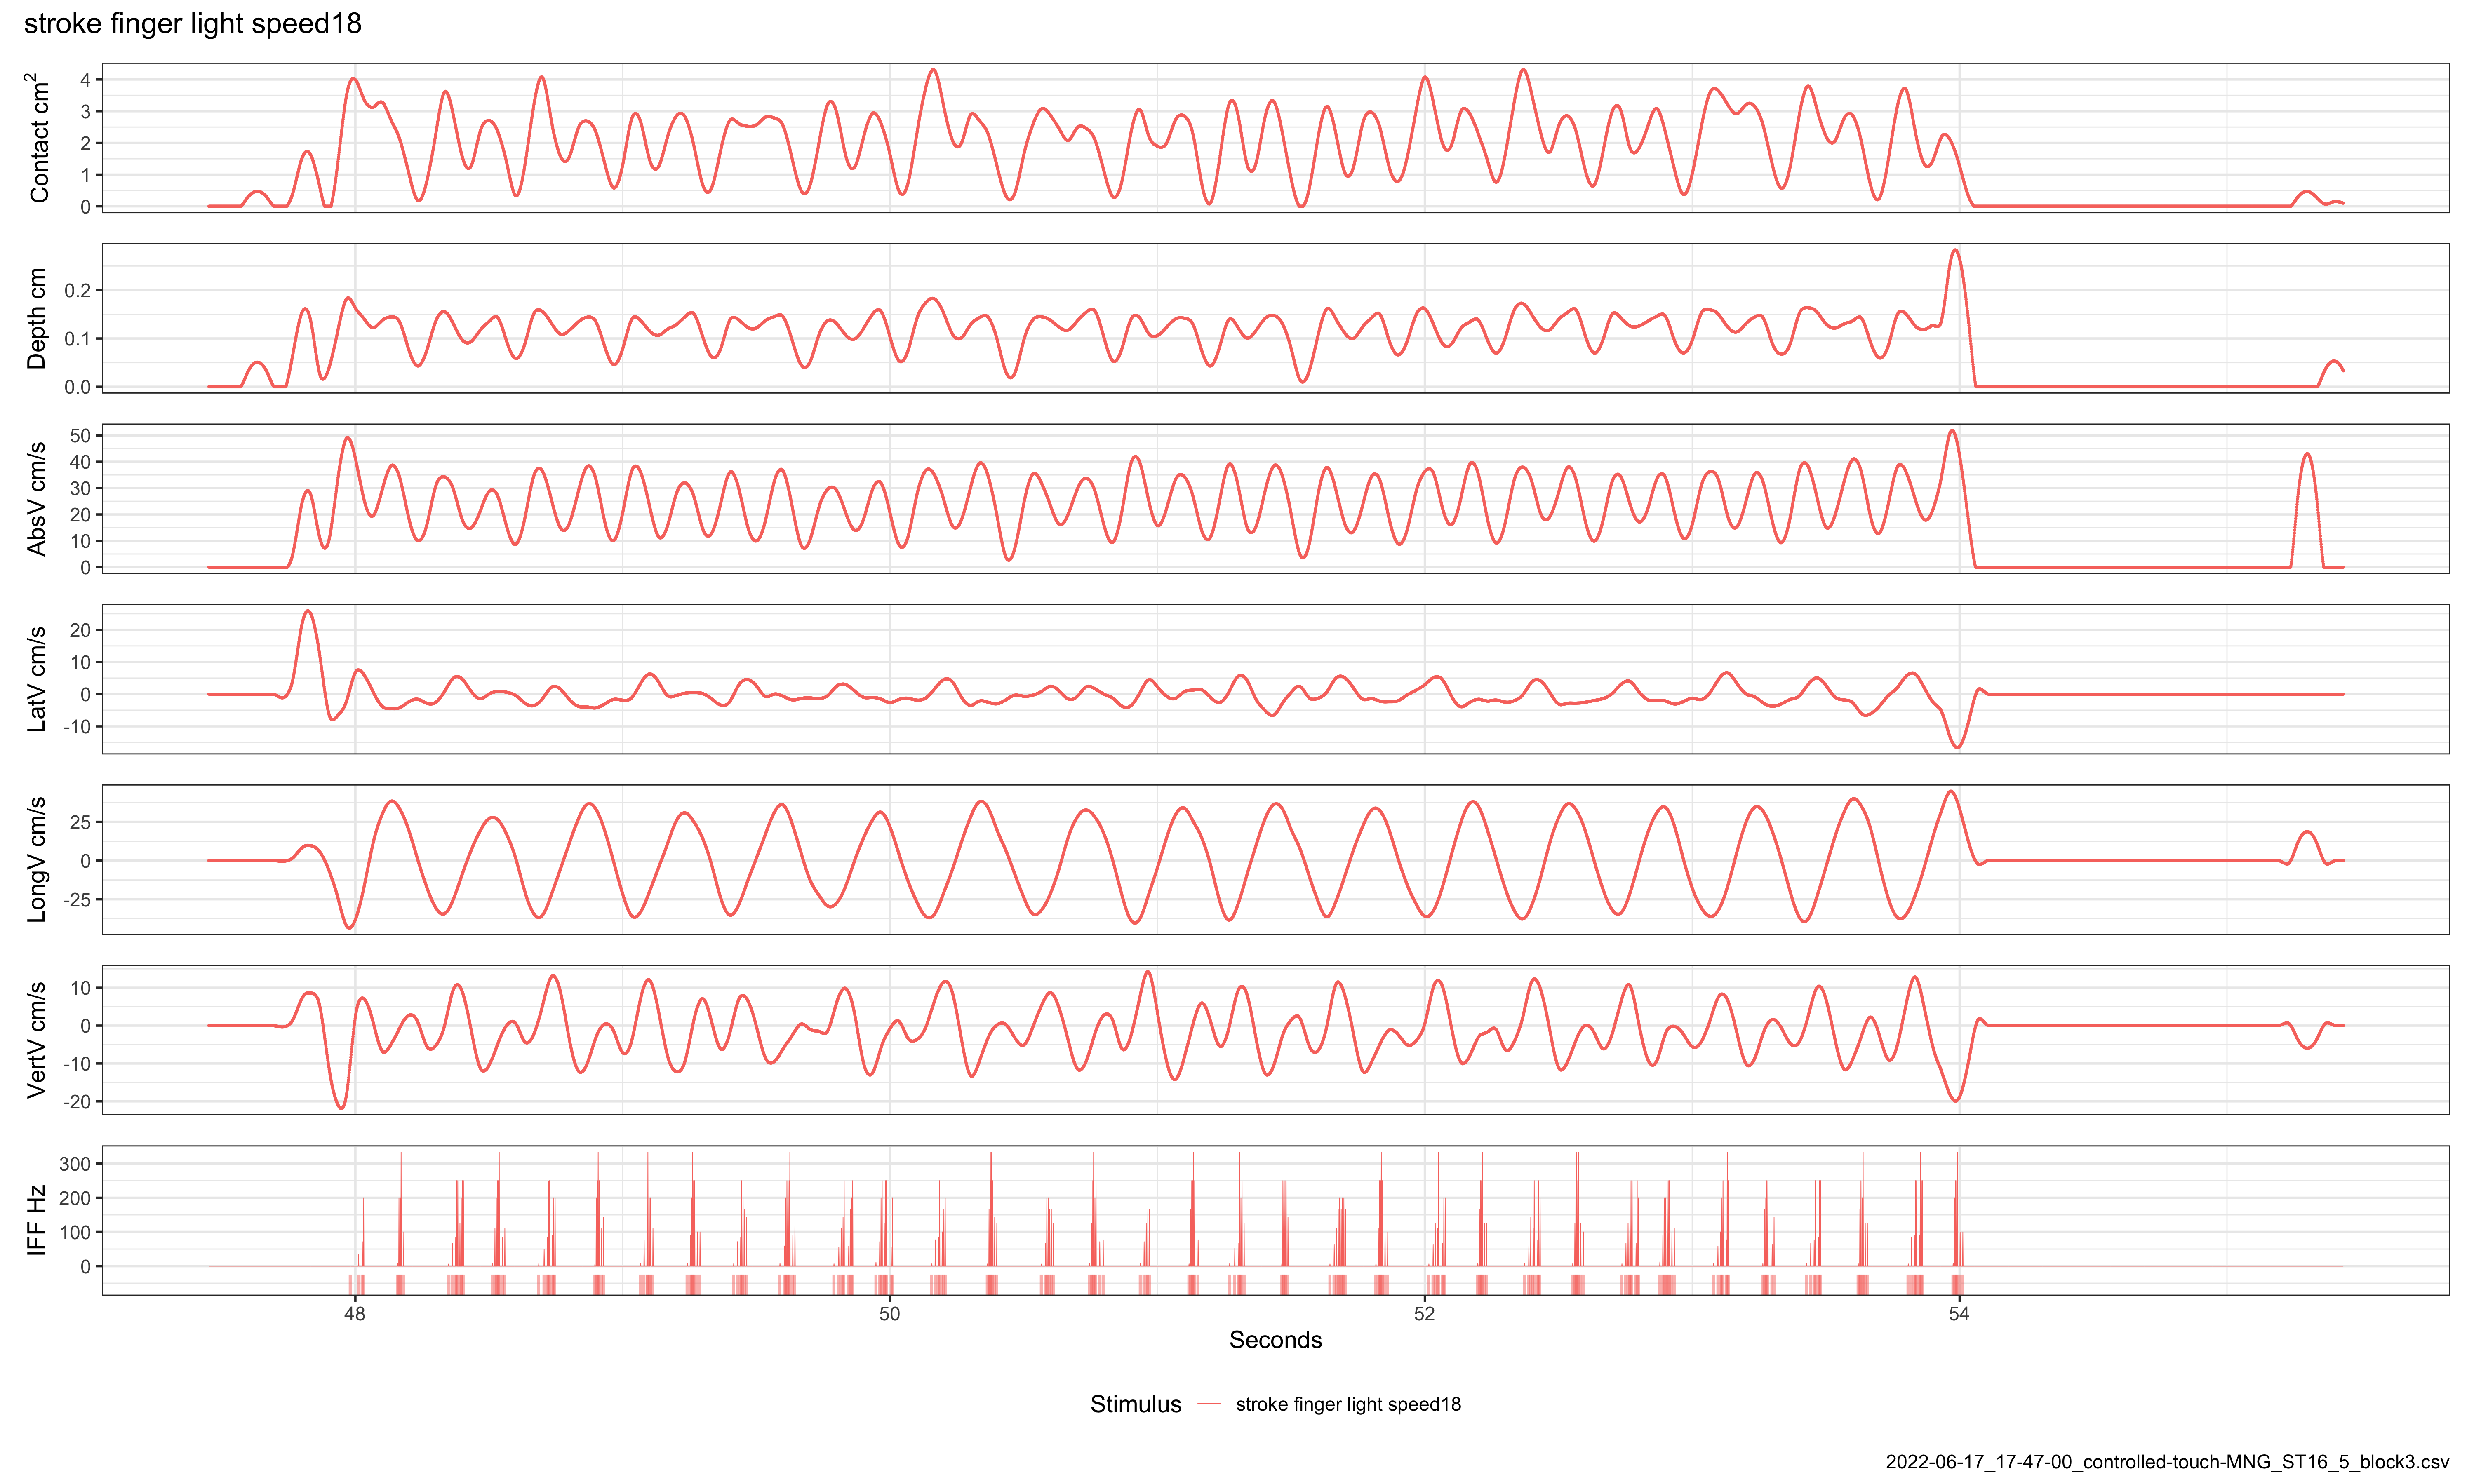 stroke finger light speed18
Contact cm²
4
3
2
1
0
Depth cm
0.2
0.1
0.0
AbsV cm/s
50
40
30
20
10
0
LatV cm/s
20
10
0
-10
LongV cm/s
25
0
-25
VertV cm/s
10
0
-10
-20
IFF Hz
300
200
100
0
48 50 52 54
Seconds
Stimulus stroke finger light speed18
2022-06-17_17-47-00_controlled-touch-MNG_ST16_5_block3.csv